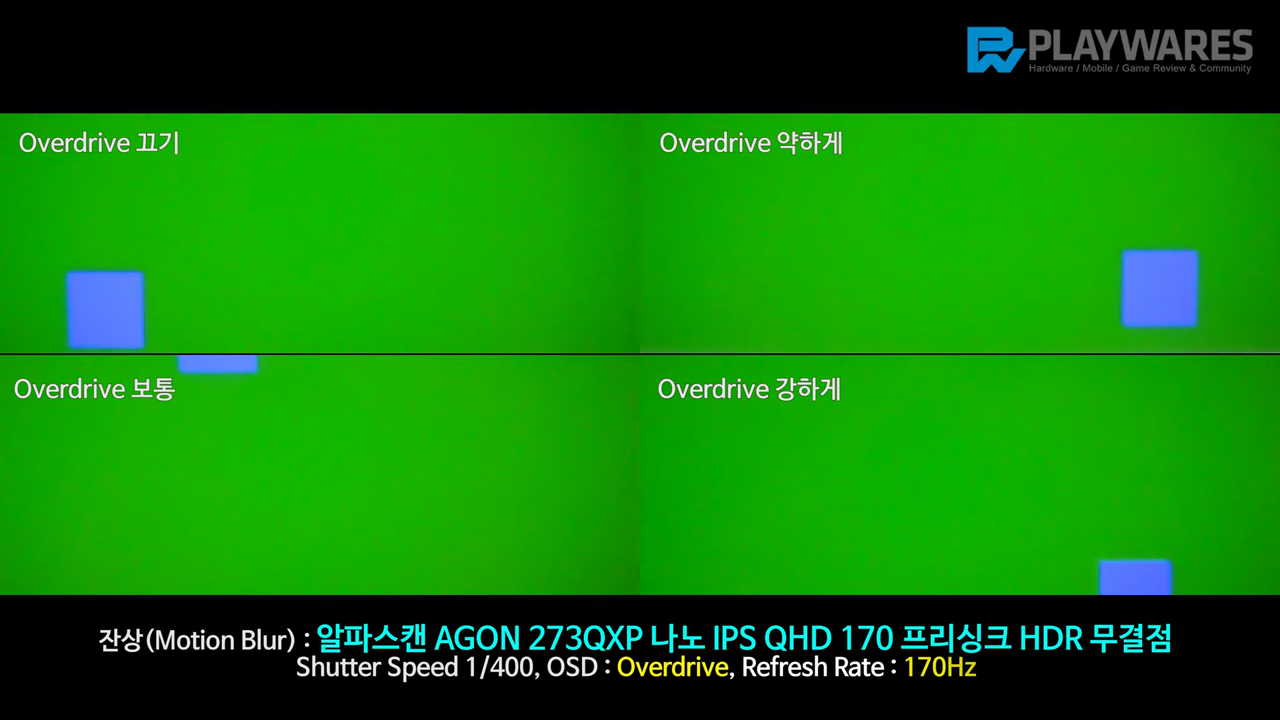 PLAYWARES
Hardware / Mobile / Game Review & Community
Overdrive 끄기
Overdrive 약하게
Overdrive 보통
Overdrive 강하게
잔상(Motion Blur) : 알파스캔 AGON 273QXP 나노 IPS QHD 170 프리싱크 HDR 무결점
Shutter Speed 1/400, OSD : Overdrive, Refresh Rate : 170Hz